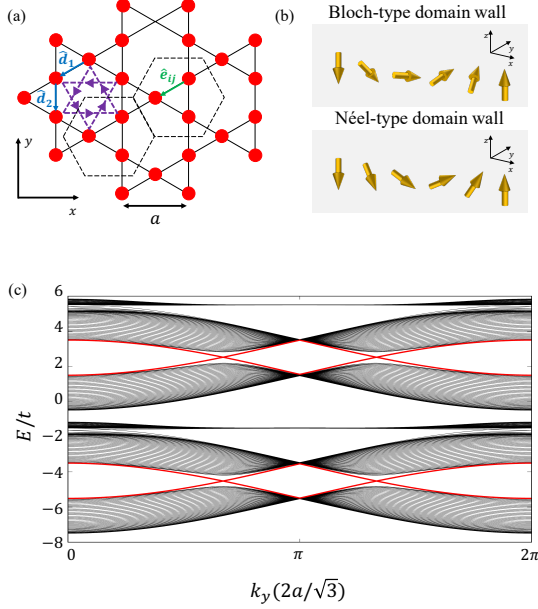 (a)
d̂₁
d̂₂
ê_ij
y
x
a
(b)
Bloch-type domain wall
z
y
x
Néel-type domain wall
z
y
x
(c)
E/t
6
4
2
0
−2
−4
−6
−8
0
π
2π
k_y(2a/√3)